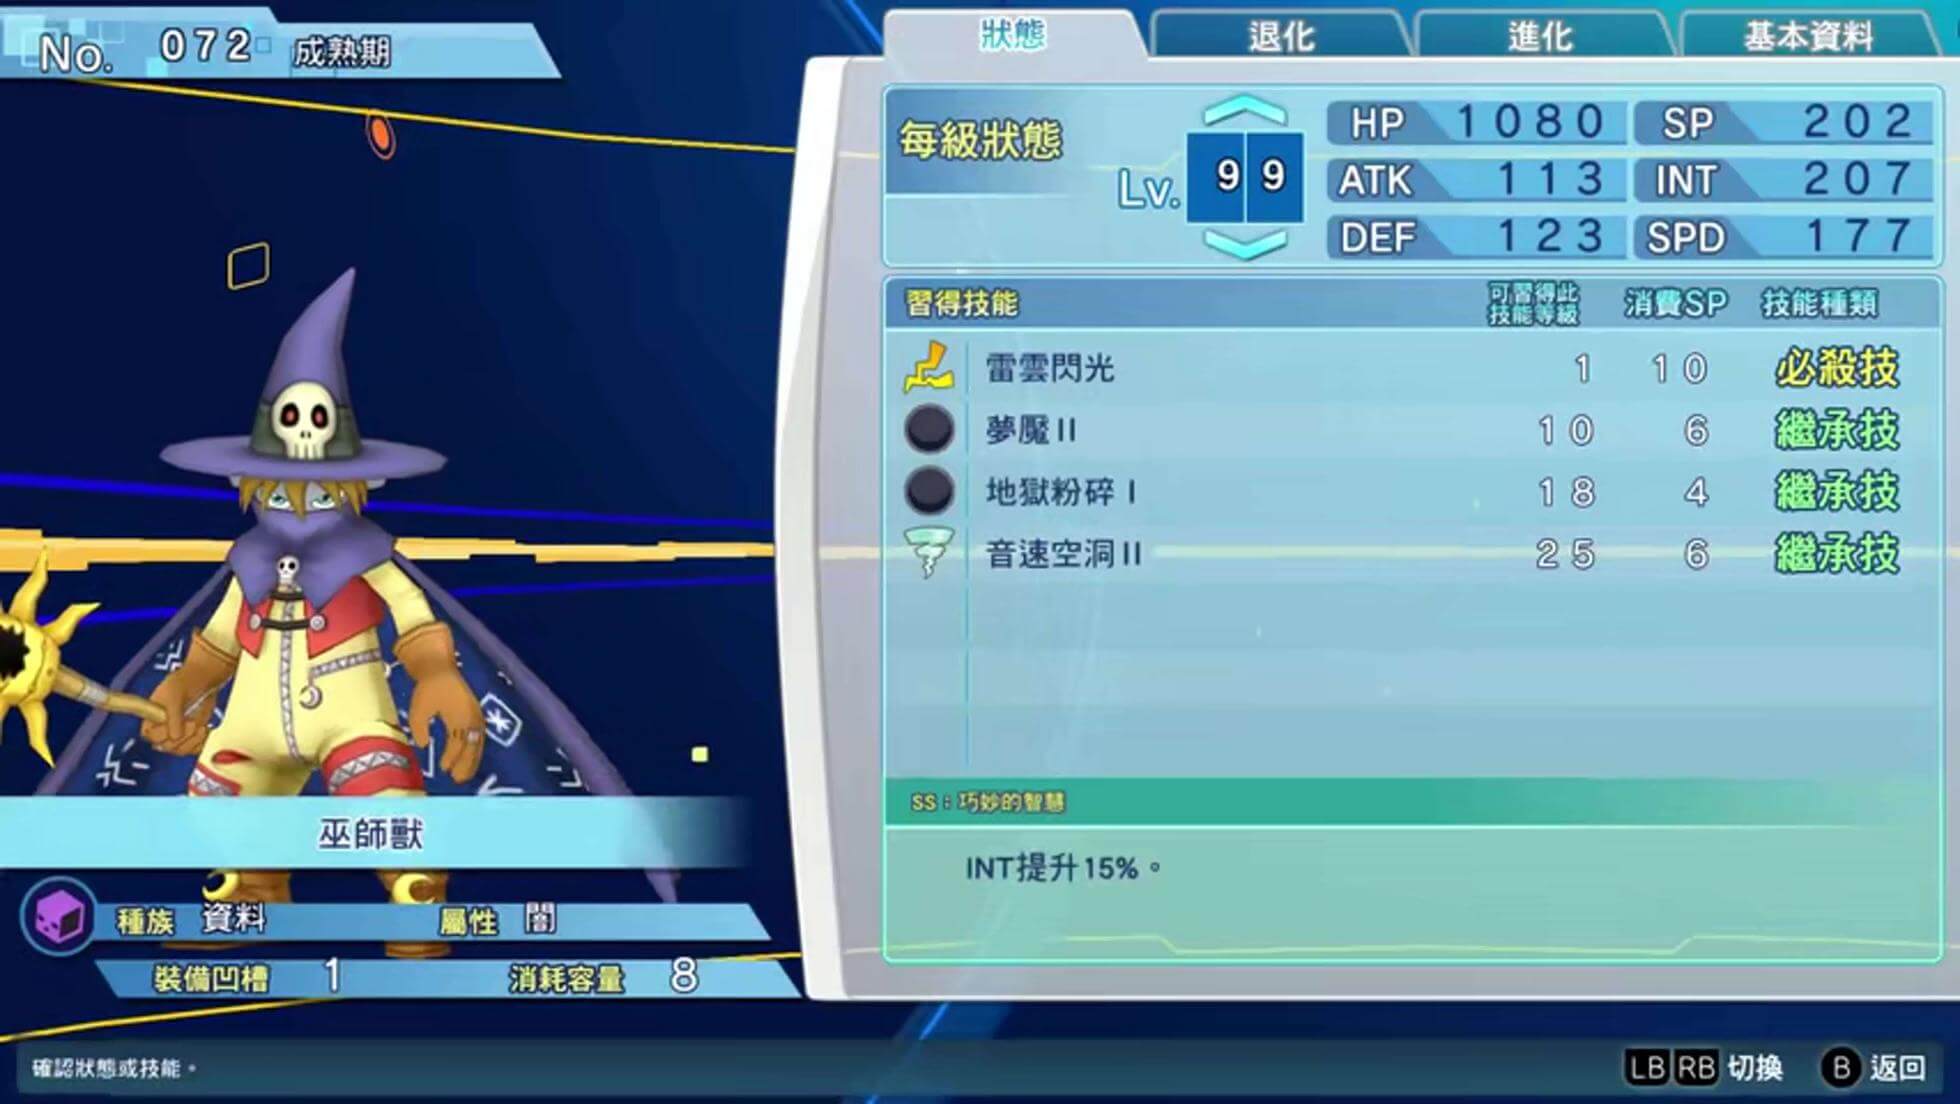 No. 072 成熟期
狀態 退化 進化 基本資料
每級狀態
Lv. 99
HP 1080 SP 202
ATK 113 INT 207
DEF 123 SPD 177
習得技能 可習得此技能等級 消費SP 技能種類
雷雲閃光 1 10 必殺技
夢魘II 10 6 繼承技
地獄粉碎 I 18 4 繼承技
音速空洞II 25 6 繼承技
SS：巧妙的智慧
INT提升15%。
巫師獸
種族 資料 屬性 闇
裝備凹槽 1 消耗容量 8
確認狀態或技能。
LB RB 切換 B 返回